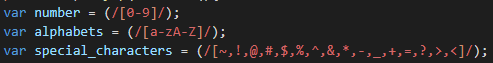 var number = (/[0-9]/);
var alphabets = (/[a-zA-Z]/);
var special_characters = (/[~,!,@,#,$,%,^,&,*,-,_,+,=,?,>,<]/);